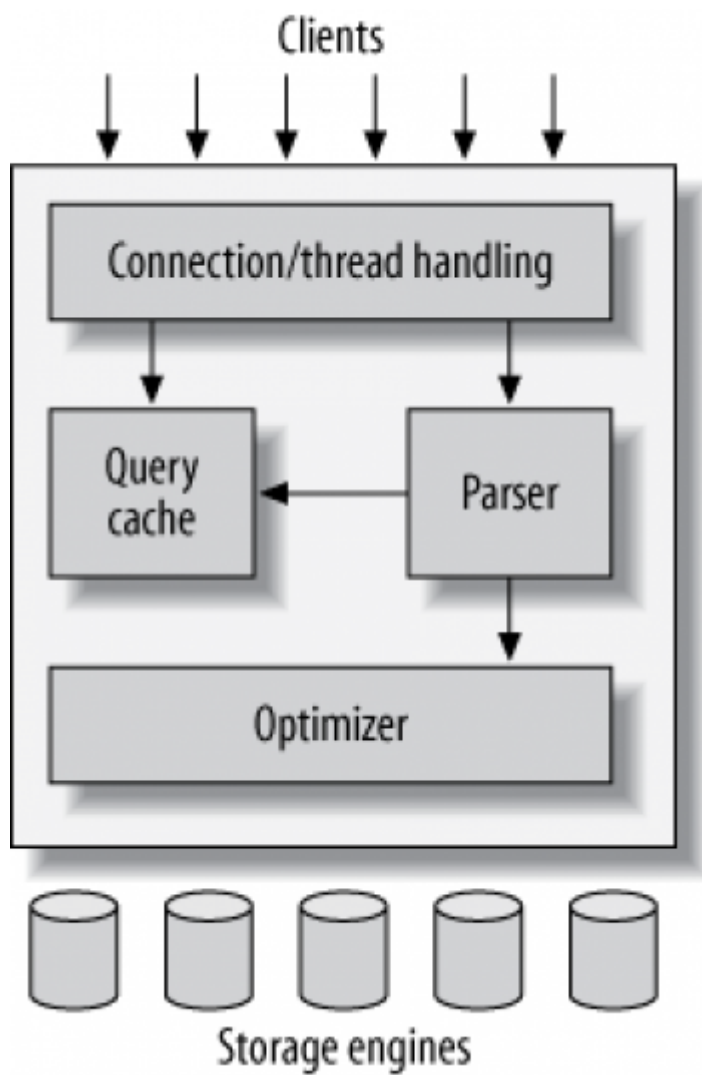 Clients
Connection/thread handling
Query
cache
Parser
Optimizer
Storage engines